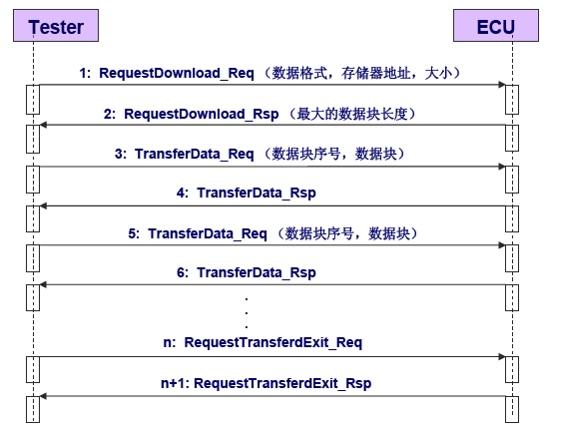 Tester
ECU
1: RequestDownload_Req （数据格式，存储器地址，大小）
2: RequestDownload_Rsp （最大的数据块长度）
3: TransferData_Req （数据块序号，数据块）
4: TransferData_Rsp
5: TransferData_Req （数据块序号，数据块）
6: TransferData_Rsp
.
.
.
n: RequestTransferdExit_Req
n+1: RequestTransferdExit_Rsp